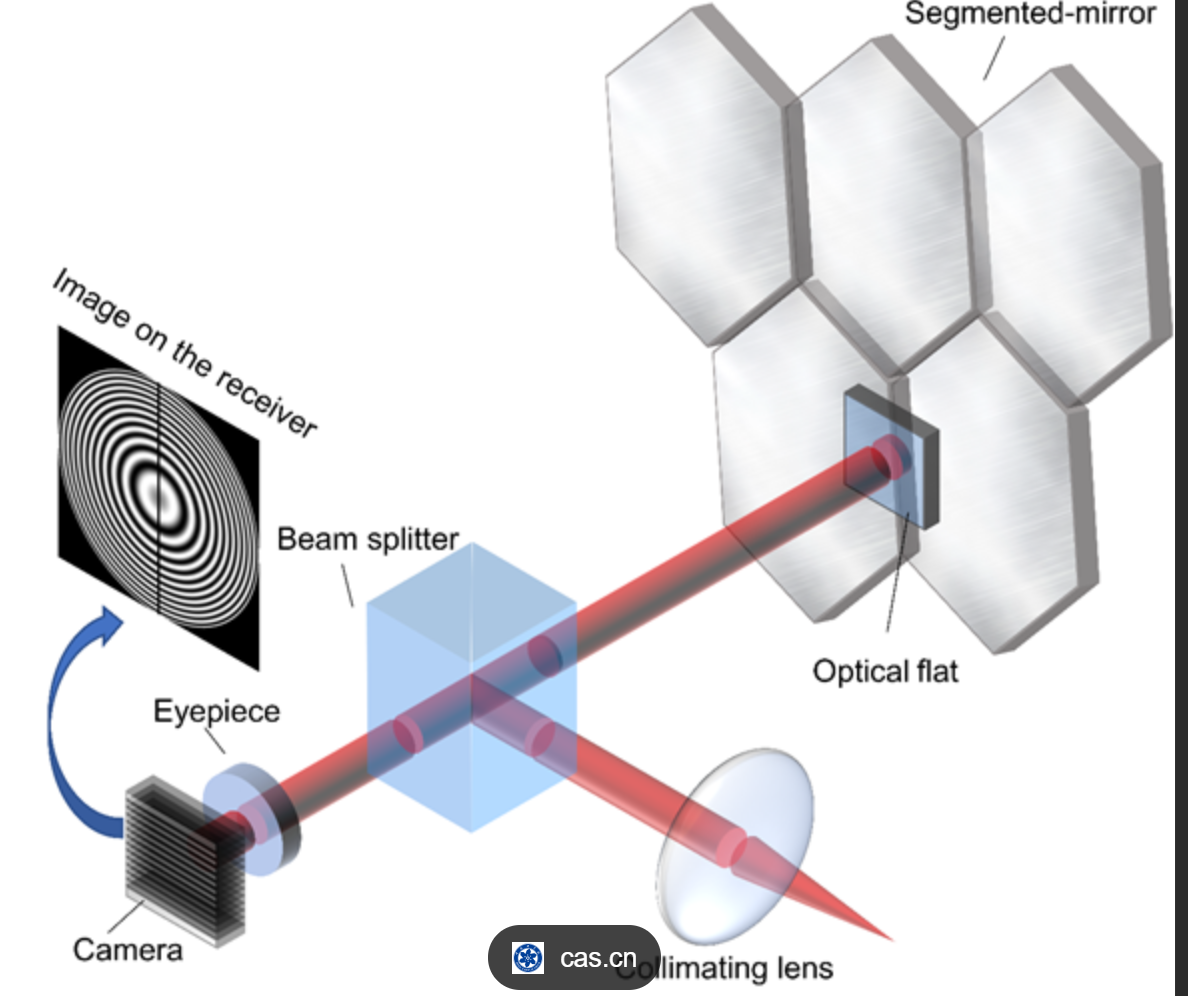 Segmented-mirror
Image on the receiver
Beam splitter
Optical flat
Eyepiece
Camera
cas.cn
Collimating lens